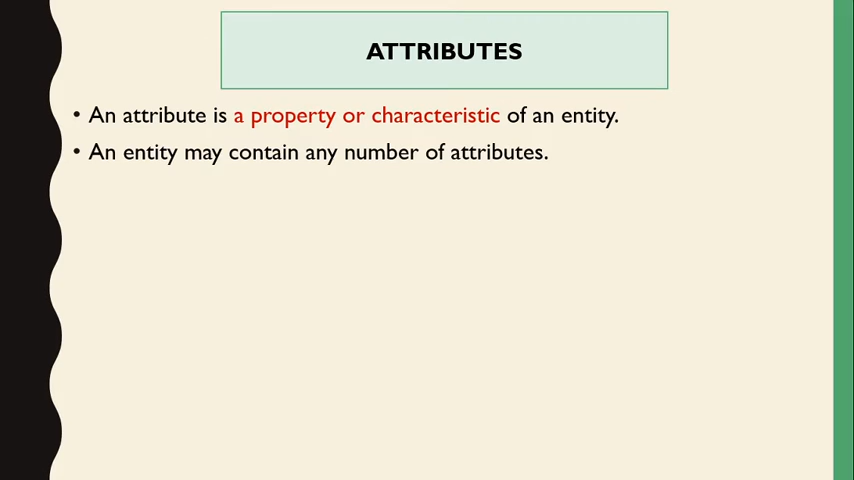 ATTRIBUTES
• An attribute is a property or characteristic of an entity.
• An entity may contain any number of attributes.